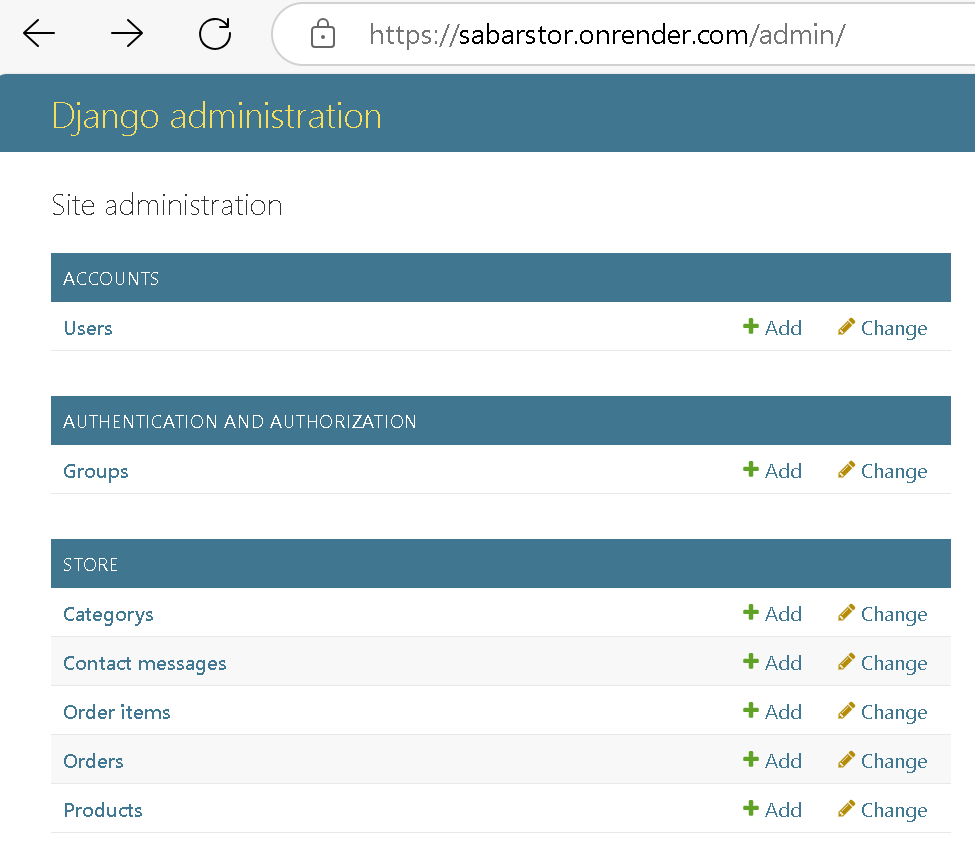 https://sabarstor.onrender.com/admin/
Django administration
Site administration
ACCOUNTS
Users Add Change
AUTHENTICATION AND AUTHORIZATION
Groups Add Change
STORE
Categorys Add Change
Contact messages Add Change
Order items Add Change
Orders Add Change
Products Add Change